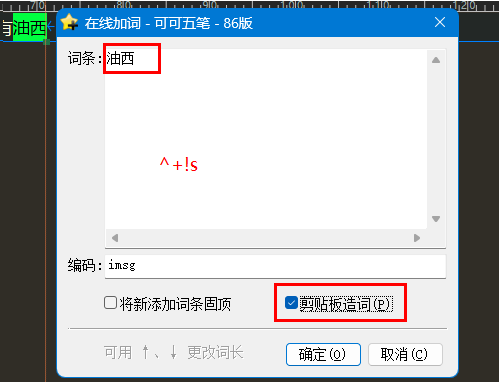 在线加词 - 可可五笔 - 86版
油西
词条:油西
^+!s
编码:imsg
将新添加词条固顶
剪贴板造词(P)
可用 ↑、↓ 更改词长
确定(O)
取消(C)